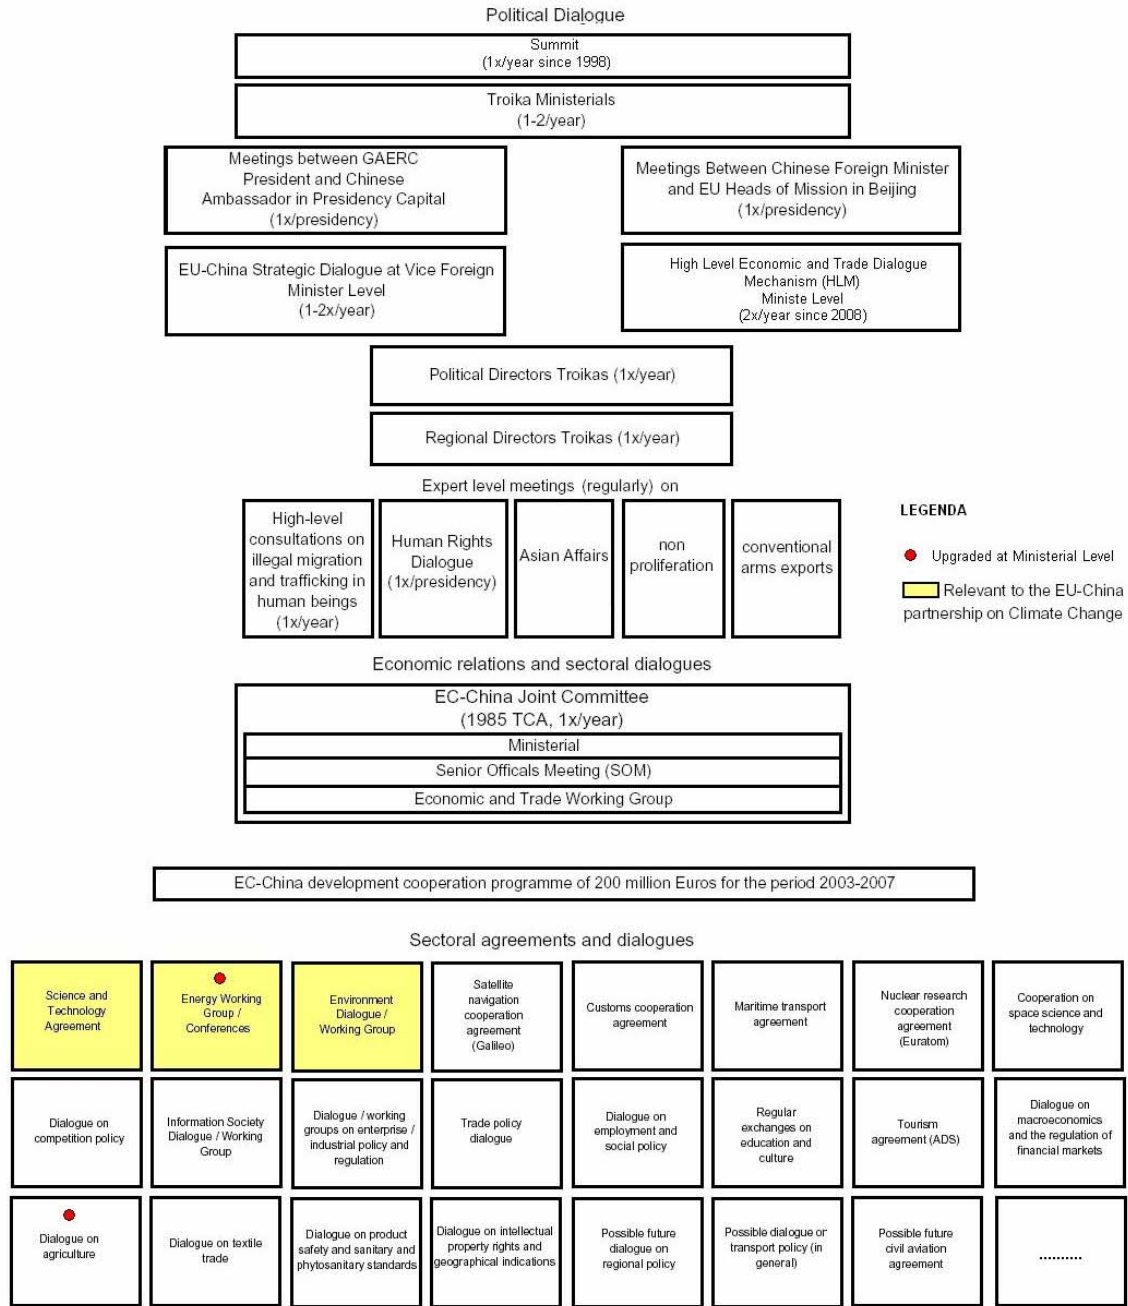 Political Dialogue
Summit
(1x/year since 1998)
Troika Ministerials
(1-2/year)
Meetings between GAERC
President and Chinese
Ambassador in Presidency Capital
(1x/presidency)
Meetings Between Chinese Foreign Minister
and EU Heads of Mission in Beijing
(1x/presidency)
EU-China Strategic Dialogue at Vice Foreign
Minister Level
(1-2x/year)
High Level Economic and Trade Dialogue
Mechanism (HLM)
Ministe Level
(2x/year since 2008)
Political Directors Troikas (1x/year)
Regional Directors Troikas (1x/year)
Expert level meetings (regularly) on
High-level
consultations on
illegal migration
and trafficking in
human beings
(1x/year)
Human Rights
Dialogue
(1x/presidency)
Asian Affairs
non
proliferation
conventional
arms exports
LEGENDA
Upgraded at Ministerial Level
Relevant to the EU-China
partnership on Climate Change
Economic relations and sectoral dialogues
EC-China Joint Committee
(1985 TCA, 1x/year)
Ministerial
Senior Officals Meeting (SOM)
Economic and Trade Working Group
EC-China development cooperation programme of 200 million Euros for the period 2003-2007
Sectoral agreements and dialogues
Science and
Technology
Agreement
Energy Working
Group /
Conferences
Environment
Dialogue /
Working Group
Satellite
navigation
cooperation
agreement
(Galileo)
Customs cooperation
agreement
Maritime transport
agreement
Nuclear research
cooperation
agreement
(Euratom)
Cooperation on
space science and
technology
Dialogue on
competition policy
Information Society
Dialogue / Working
Group
Dialogue / working
groups on enterprise /
industrial policy and
regulation
Trade policy
dialogue
Dialogue on
employment and
social policy
Regular
exchanges on
education and
culture
Tourism
agreement (ADS)
Dialogue on
macroeconomics
and the regulation of
financial markets
Dialogue on
agriculture
Dialogue on textile
trade
Dialogue on product
safety and sanitary and
phytosanitary standards
Dialogue on intellectual
property rights and
geographical indications
Possible future
dialogue on
regional policy
Possible dialogue or
transport policy (in
general)
Possible future
civil aviation
agreement
..........